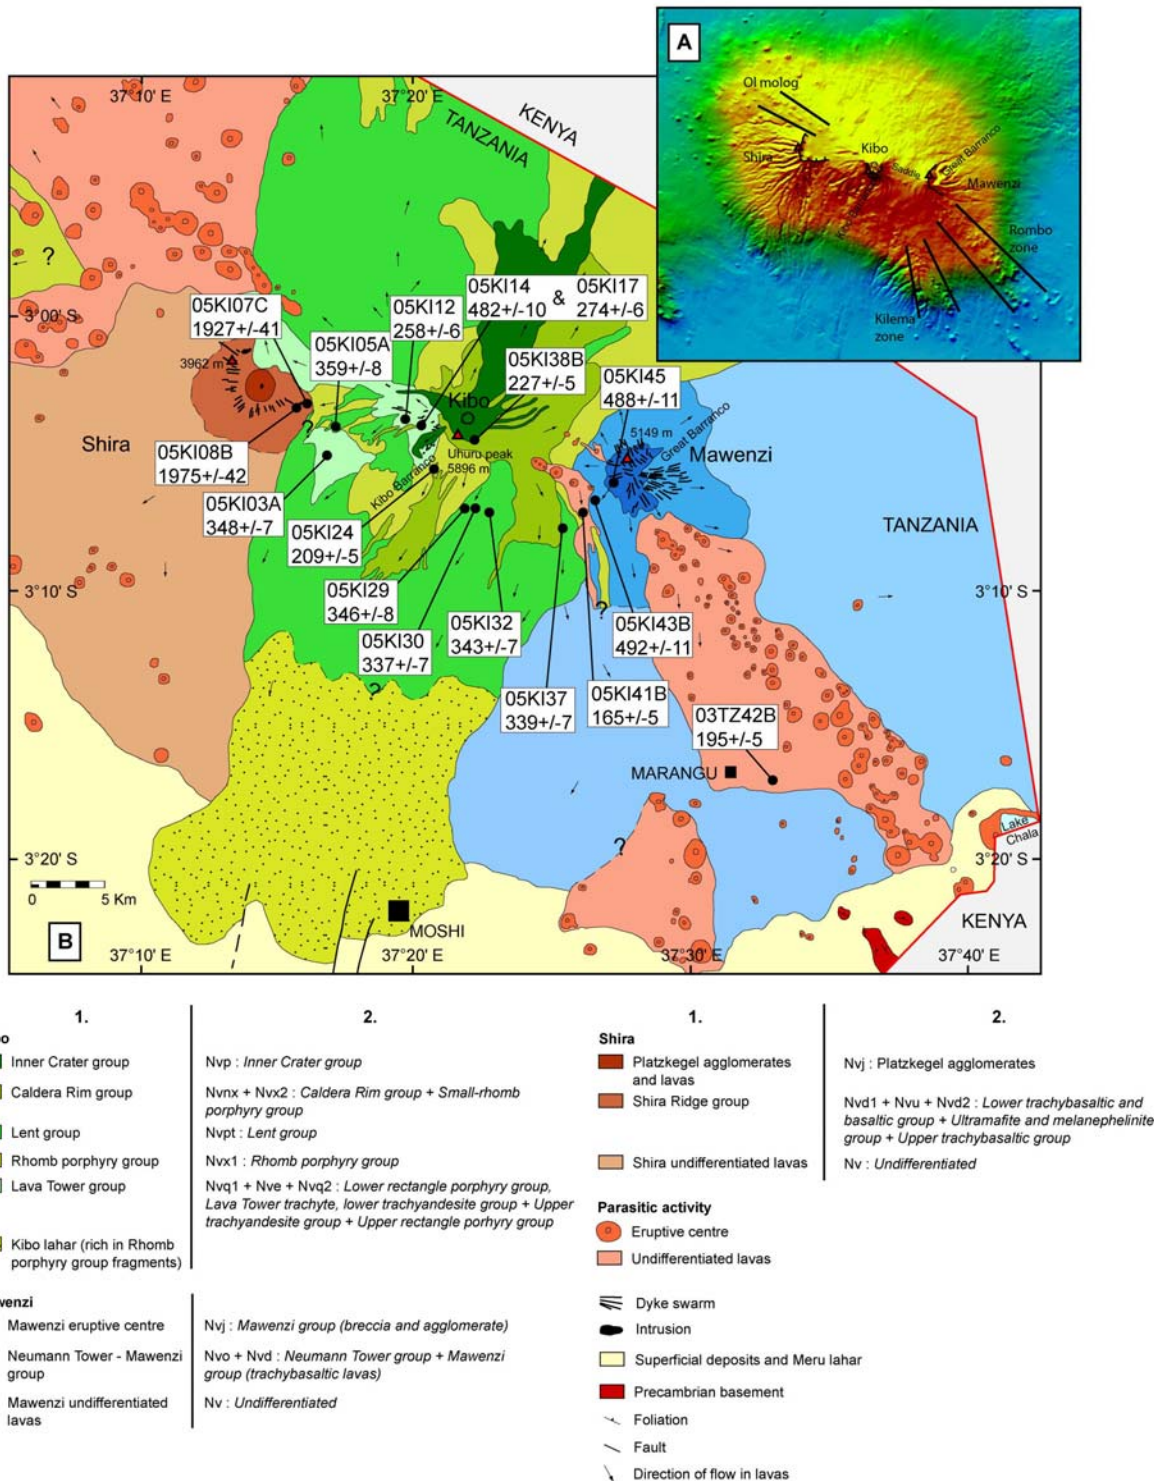 A
Ol molog
Shira
Kibo
Saddle
Great Barranco
Mawenzi
Rombo
zone
Kilema
zone
37°10' E
37°20' E
KENYA
TANZANIA
?
3°00' S
05KI07C
1927+/-41
3962 m
05KI05A
359+/-8
05KI12
258+/-6
05KI14
482+/-10
&
05KI17
274+/-6
05KI38B
227+/-5
05KI45
488+/-11
Kibo
Uhuru peak
5896 m
5149 m
Great Barranco
Mawenzi
Shira
?
05KI08B
1975+/-42
Kibo Barranco
05KI03A
348+/-7
05KI24
209+/-5
TANZANIA
3°10' S
3°10' S
05KI29
346+/-8
05KI30
337+/-7
05KI32
343+/-7
?
05KI43B
492+/-11
?
05KI37
339+/-7
05KI41B
165+/-5
03TZ42B
195+/-5
MARANGU
Lake
Chala
?
3°20' S
3°20' S
0 5 Km
B
MOSHI
KENYA
37°10' E
37°20' E
37°30' E
37°40' E
1. 2.
bo
Inner Crater group
Nvp : Inner Crater group
Caldera Rim group
Nvnx + Nvx2 : Caldera Rim group + Small-rhomb
porphyry group
Lent group
Nvpt : Lent group
Rhomb porphyry group
Nvx1 : Rhomb porphyry group
Lava Tower group
Nvq1 + Nve + Nvq2 : Lower rectangle porphyry group,
Lava Tower trachyte, lower trachyandesite group + Upper
trachyandesite group + Upper rectangle porhyry group
Kibo lahar (rich in Rhomb
porphyry group fragments)
wenzi
Mawenzi eruptive centre
Nvj : Mawenzi group (breccia and agglomerate)
Neumann Tower - Mawenzi
group
Nvo + Nvd : Neumann Tower group + Mawenzi
group (trachybasaltic lavas)
Mawenzi undifferentiated
lavas
Nv : Undifferentiated
1. 2.
Shira
Platzkegel agglomerates
and lavas
Nvj : Platzkegel agglomerates
Shira Ridge group
Nvd1 + Nvu + Nvd2 : Lower trachybasaltic and
basaltic group + Ultramafite and melanephelinite
group + Upper trachybasaltic group
Shira undifferentiated lavas
Nv : Undifferentiated
Parasitic activity
Eruptive centre
Undifferentiated lavas
Dyke swarm
Intrusion
Superficial deposits and Meru lahar
Precambrian basement
Foliation
Fault
Direction of flow in lavas